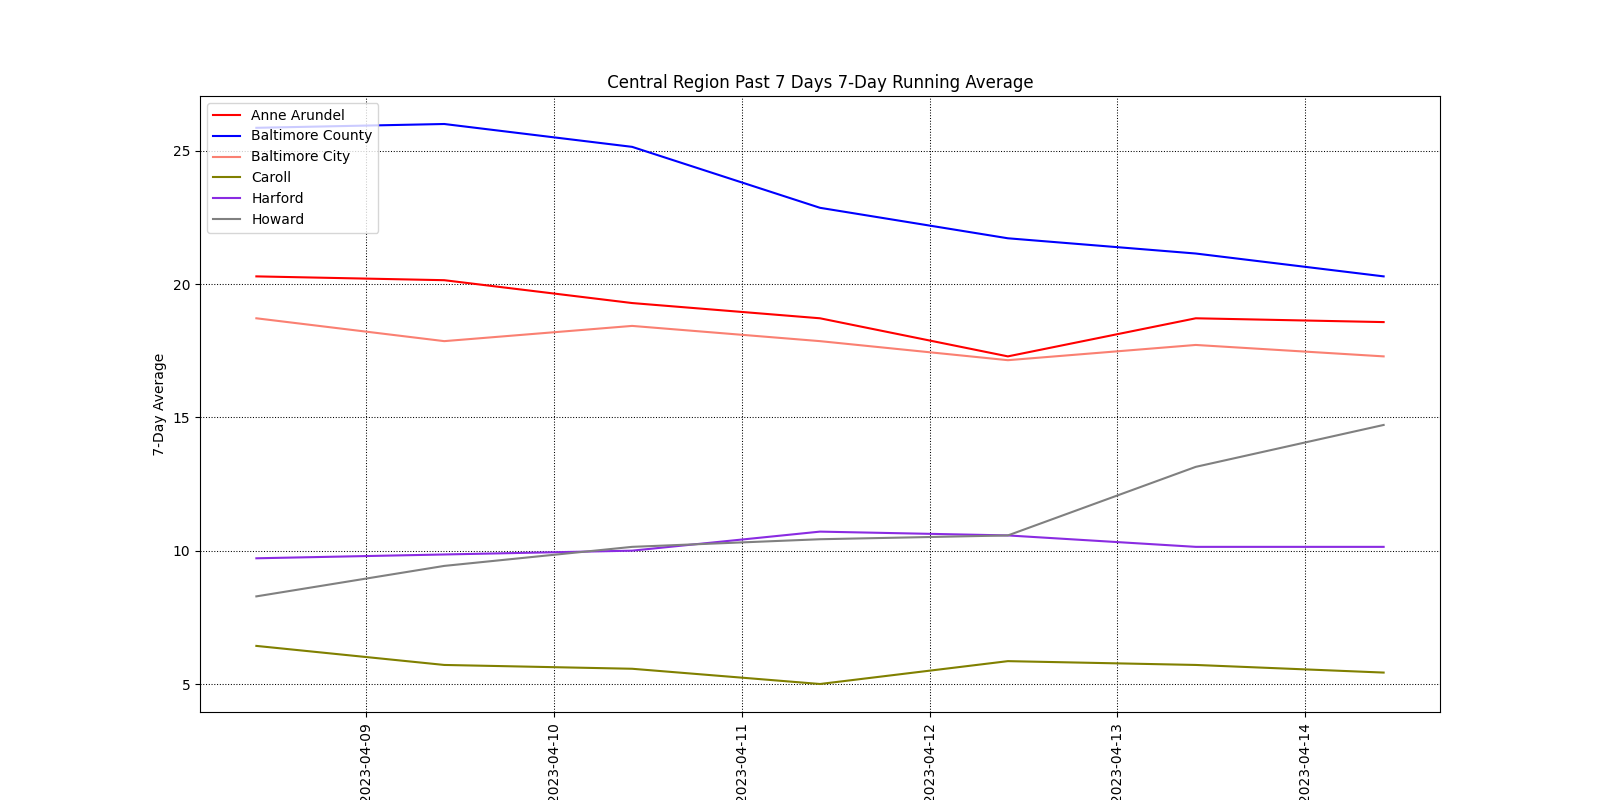 Central Region Past 7 Days 7-Day Running Average
Anne Arundel
Baltimore County
Baltimore City
Caroll
Harford
Howard
7-Day Average
25
20
15
10
5
2023-04-09
2023-04-10
2023-04-11
2023-04-12
2023-04-13
2023-04-14